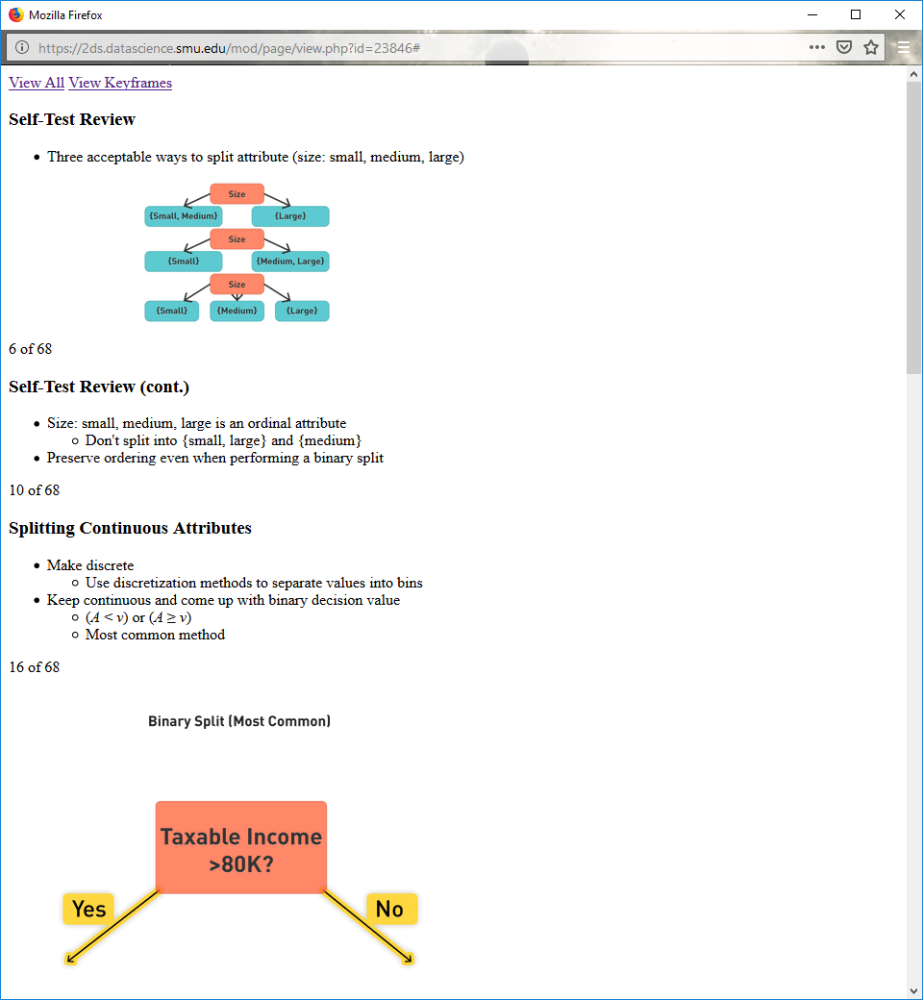 Mozilla Firefox
https://2ds.datascience.smu.edu/mod/page/view.php?id=23846#
View All View Keyframes
Self-Test Review
Three acceptable ways to split attribute (size: small, medium, large)
Size
{Small, Medium} {Large}
Size
{Small} {Medium, Large}
Size
{Small} {Medium} {Large}
6 of 68
Self-Test Review (cont.)
Size: small, medium, large is an ordinal attribute
Don't split into {small, large} and {medium}
Preserve ordering even when performing a binary split
10 of 68
Splitting Continuous Attributes
Make discrete
Use discretization methods to separate values into bins
Keep continuous and come up with binary decision value
(A < v) or (A ≥ v)
Most common method
16 of 68
Binary Split (Most Common)
Taxable Income
>80K?
Yes No